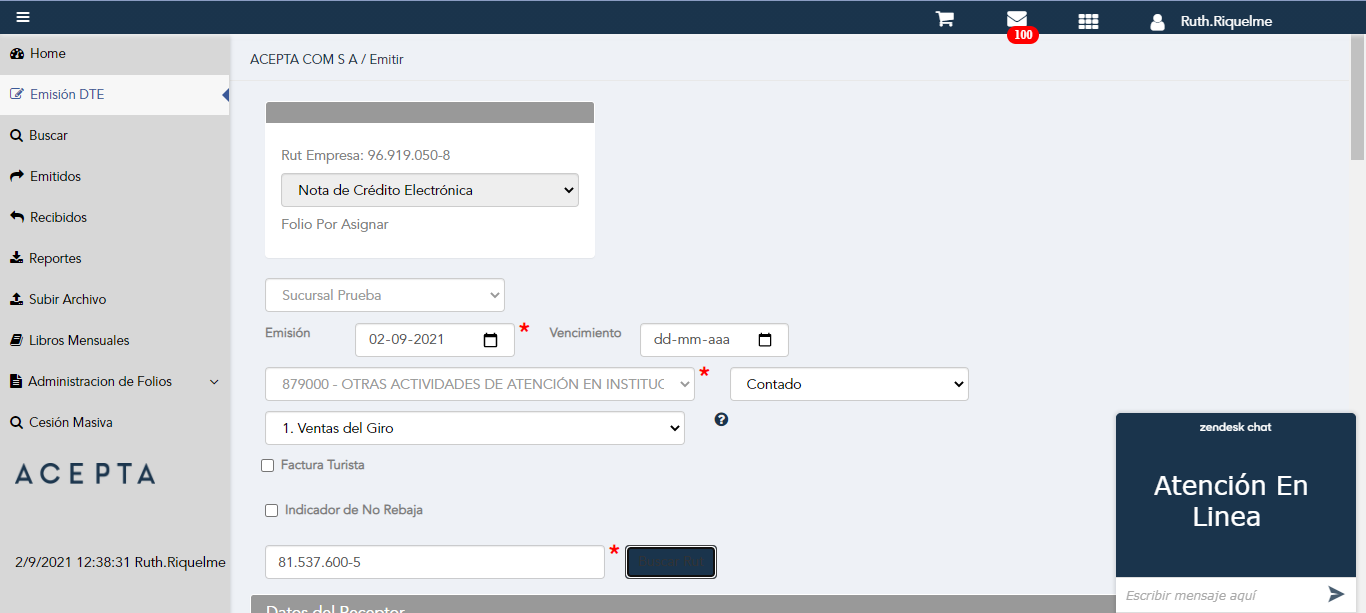 Ruth.Riquelme
100
Home
ACEPTA COM S A / Emitir
Emisión DTE
Buscar
Rut Empresa: 96.919.050-8
Emitidos
Nota de Crédito Electrónica
Recibidos
Folio Por Asignar
Reportes
Subir Archivo
Sucursal Prueba
Libros Mensuales
Emisión
02-09-2021
*
Vencimiento
dd-mm-aaa
Administracion de Folios
879000 - OTRAS ACTIVIDADES DE ATENCIÓN EN INSTITUC
*
Contado
Cesión Masiva
1. Ventas del Giro
?
zendesk chat
Factura Turista
ACEPTA
Atención En
Linea
Indicador de No Rebaja
2/9/2021 12:38:31 Ruth.Riquelme
81.537.600-5
*
Escribir mensaje aquí
Datos del Receptor